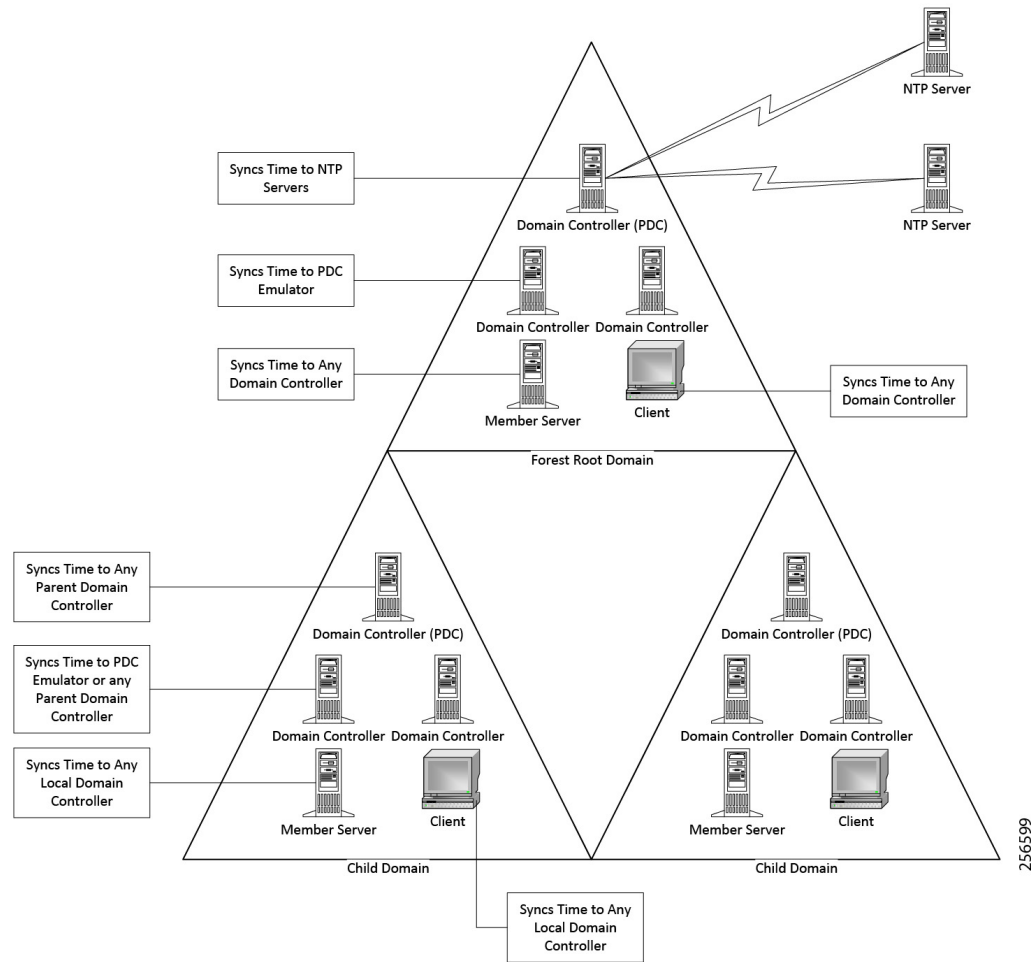 NTP Server
Syncs Time to NTP
Servers
Domain Controller (PDC)
NTP Server
Syncs Time to PDC
Emulator
Domain Controller
Domain Controller
Syncs Time to Any
Domain Controller
Member Server
Client
Syncs Time to Any
Domain Controller
Forest Root Domain
Syncs Time to Any
Parent Domain
Controller
Domain Controller (PDC)
Domain Controller (PDC)
Syncs Time to PDC
Emulator or any
Parent Domain
Controller
Domain Controller
Domain Controller
Domain Controller
Domain Controller
Syncs Time to Any
Local Domain
Controller
Member Server
Client
Member Server
Client
Child Domain
Child Domain
Syncs Time to Any
Local Domain
Controller
256599